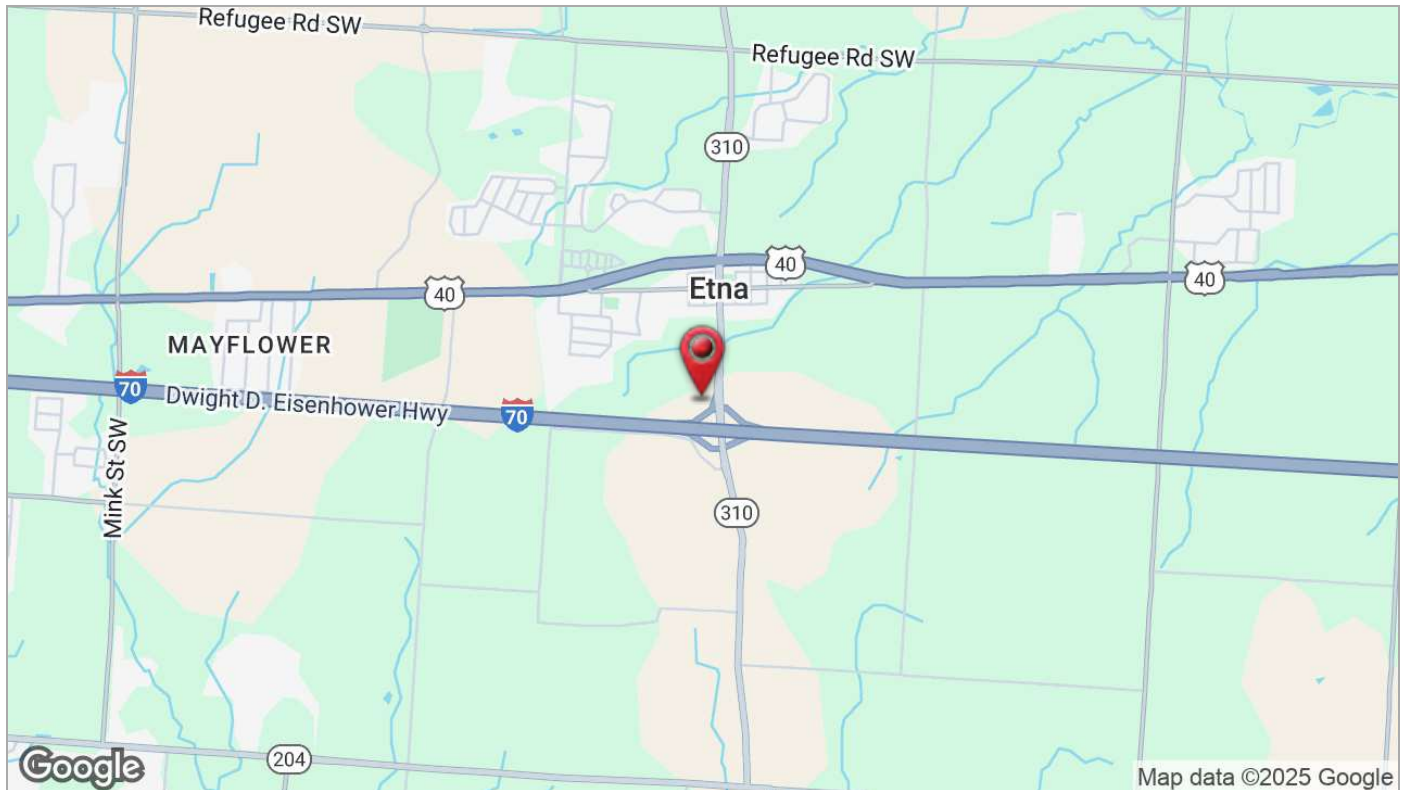 Refugee Rd SW
Refugee Rd SW
310
40
40
40
Etna
MAYFLOWER
70
Dwight D. Eisenhower Hwy
70
Mink St SW
310
204
Google
Map data ©2025 Google